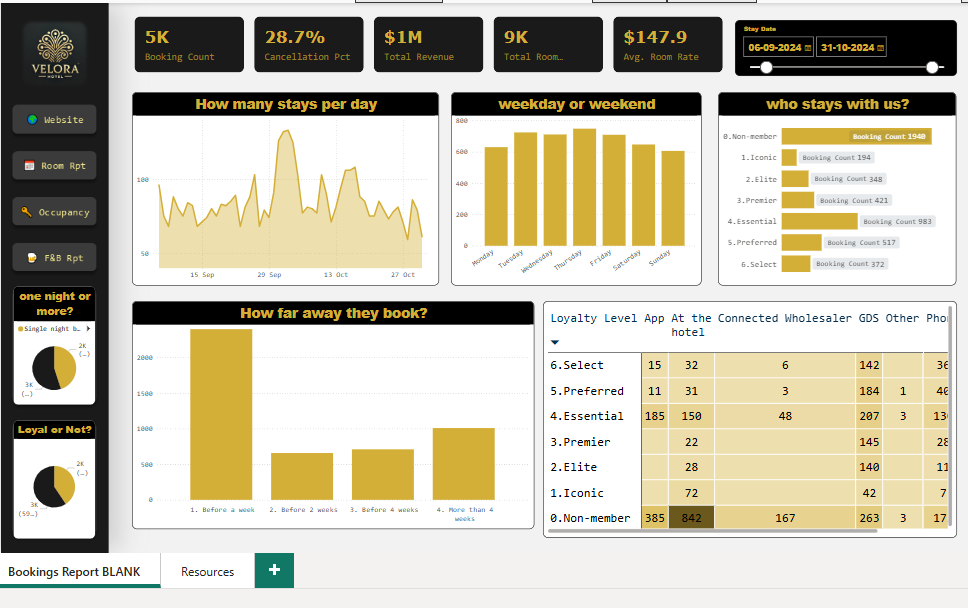 VELORA
HOTEL
Website
Room Rpt
Occupancy
F&B Rpt
one night or
more?
Single night b…
2K
(…)
3K
(…)
Loyal or Not?
2K
(…)
3K
(59…)
5K
Booking Count
28.7%
Cancellation Pct
$1M
Total Revenue
9K
Total Room…
$147.9
Avg. Room Rate
Stay Date
06-09-2024
31-10-2024
How many stays per day
100
50
15 Sep 29 Sep 13 Oct 27 Oct
weekday or weekend
800
600
400
200
0
Monday Tuesday Wednesday Thursday Friday Saturday Sunday
who stays with us?
0.Non-member Booking Count 1940
1.Iconic Booking Count 194
2.Elite Booking Count 348
3.Premier Booking Count 421
4.Essential Booking Count 983
5.Preferred Booking Count 517
6.Select Booking Count 372
How far away they book?
2000
1500
1000
500
0
1. Before a week 2. Before 2 weeks 3. Before 4 weeks 4. More than 4
weeks
Loyalty Level App At the Connected Wholesaler GDS Other Phon
hotel
6.Select 15 32 6 142 36
5.Preferred 11 31 3 184 1 40
4.Essential 185 150 48 207 3 13
3.Premier 22 145 28
2.Elite 28 140 11
1.Iconic 72 42 7
0.Non-member 385 842 167 263 3 17
Bookings Report BLANK
Resources
+